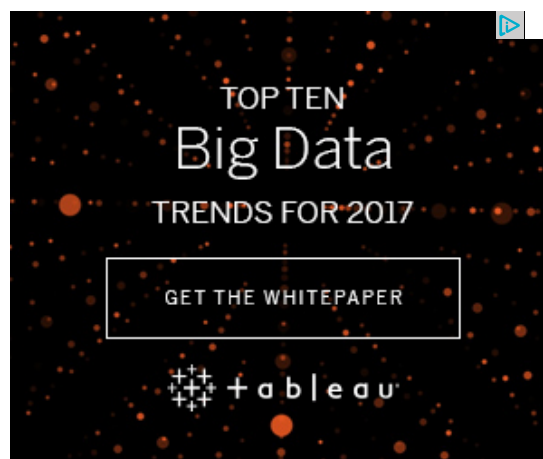 TOP TEN
Big Data
TRENDS FOR 2017
GET THE WHITEPAPER
+ableau